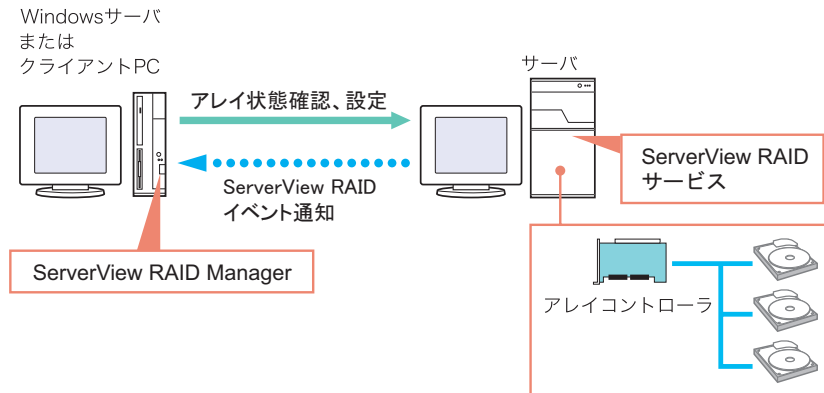 Windowsサーバ
または
クライアントPC
アレイ状態確認、設定
サーバ
ServerView RAID
イベント通知
ServerView RAID
サービス
ServerView RAID Manager
アレイコントローラ